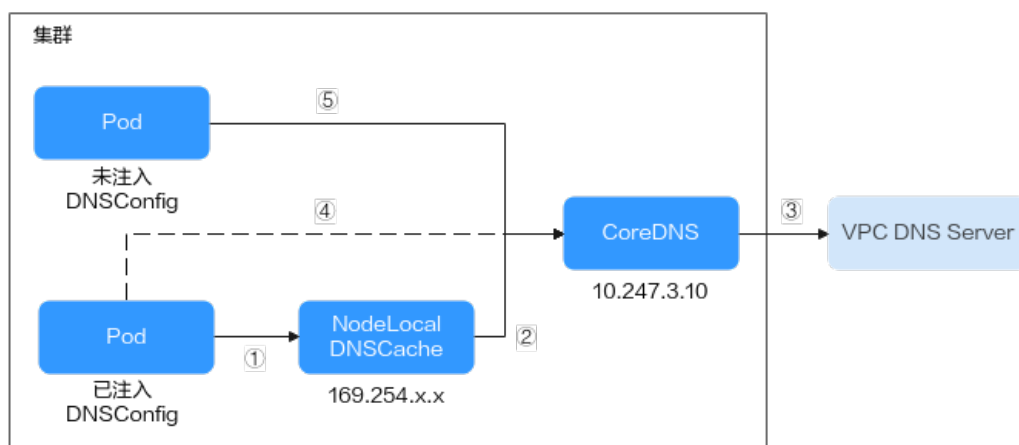 集群
⑤
Pod
未注入
DNSConfig
④
③
CoreDNS
VPC DNS Server
10.247.3.10
Pod
①
NodeLocal
DNSCache
②
已注入
DNSConfig
169.254.x.x